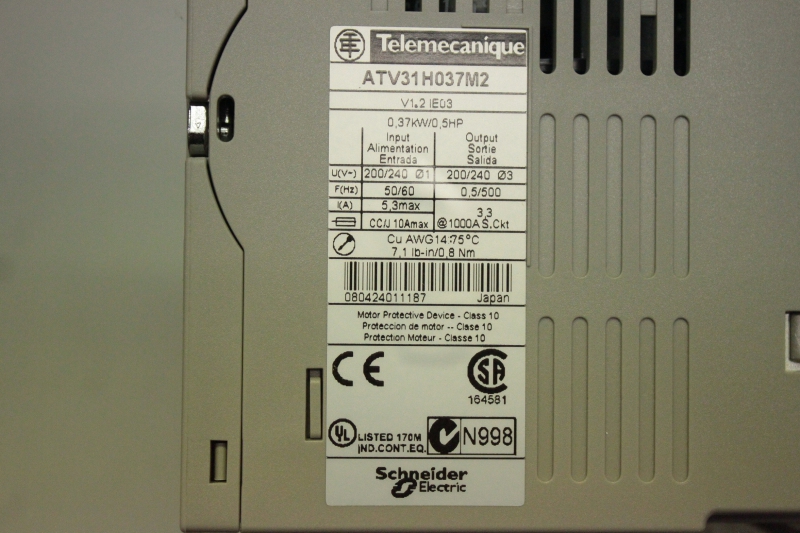 Telemecanique
ATV31H037M2
V1.2 IE03
0,37kW/0,5HP
Input Output
Alimentation Sortie
Entrada Salida
U(V~) 200/240 Ø1 200/240 Ø3
F(Hz) 50/60 0,5/500
I(A) 5,3max 3,3
CC/J 10Amax @1000A S.Ckt
Cu AWG14:75°C
7,1 lb-in/0,8 Nm
080424011187 Japan
Motor Protective Device - Class 10
Proteccion de motor -- Clase 10
Protection Moteur - Classe 10
CE SA
164581
UL LISTED 170M N998
IND.CONT.EQ.
Schneider
Electric